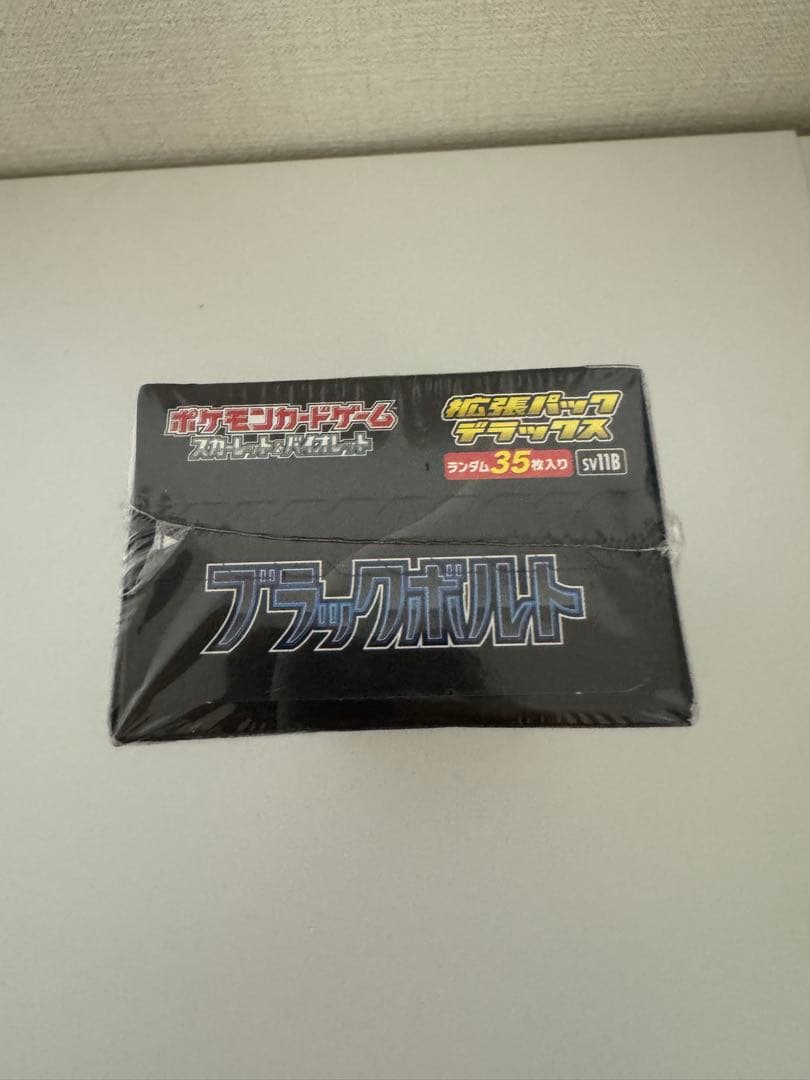 ポケモンカードゲーム
スカーレット&バイオレット
拡張パック
デラックス
ランダム35枚入り
sv11B
ブラックボルト